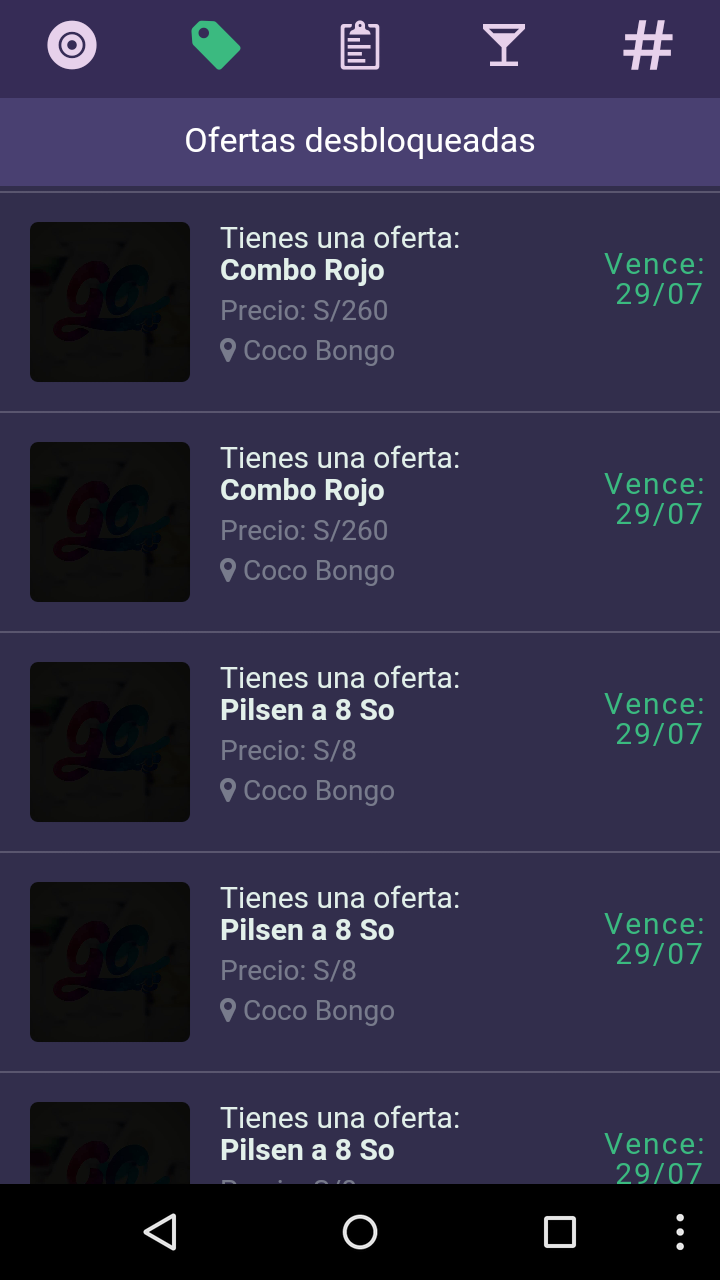 Ofertas desbloqueadas
Tienes una oferta:
Combo Rojo
Precio: S/260
Coco Bongo
Vence:
29/07
Tienes una oferta:
Combo Rojo
Precio: S/260
Coco Bongo
Vence:
29/07
Tienes una oferta:
Pilsen a 8 So
Precio: S/8
Coco Bongo
Vence:
29/07
Tienes una oferta:
Pilsen a 8 So
Precio: S/8
Coco Bongo
Vence:
29/07
Tienes una oferta:
Pilsen a 8 So
Vence:
29/07